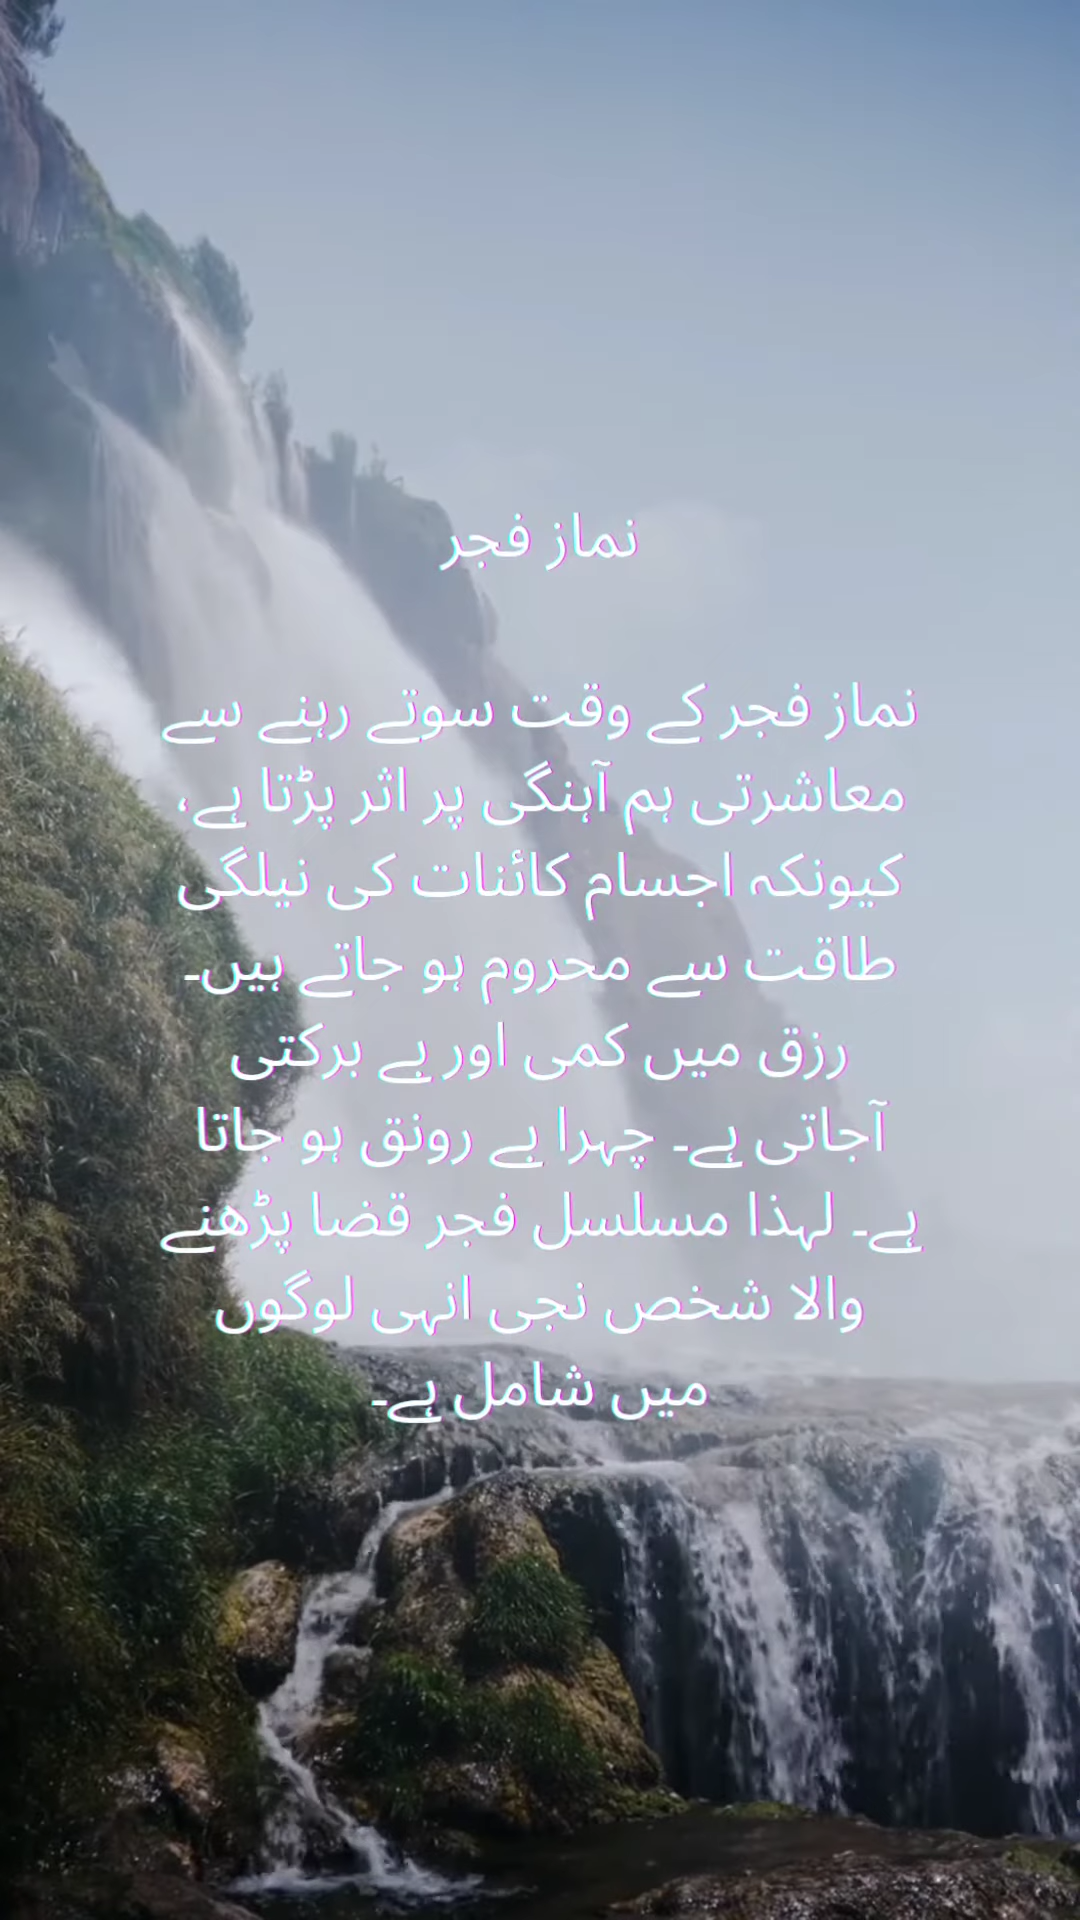 نماز فجر
نماز فجر کے وقت سوتے رہنے سے
معاشرتی ہم آہنگی پر اثر پڑتا ہے،
کیونکہ اجسام کائنات کی نیلگی
طاقت سے محروم ہو جاتے ہیں۔
رزق میں کمی اور بے برکتی
آجاتی ہے۔ چہرا بے رونق ہو جاتا
ہے۔ لہذا مسلسل فجر قضا پڑھنے
والا شخص نجی انہی لوگوں
میں شامل ہے۔